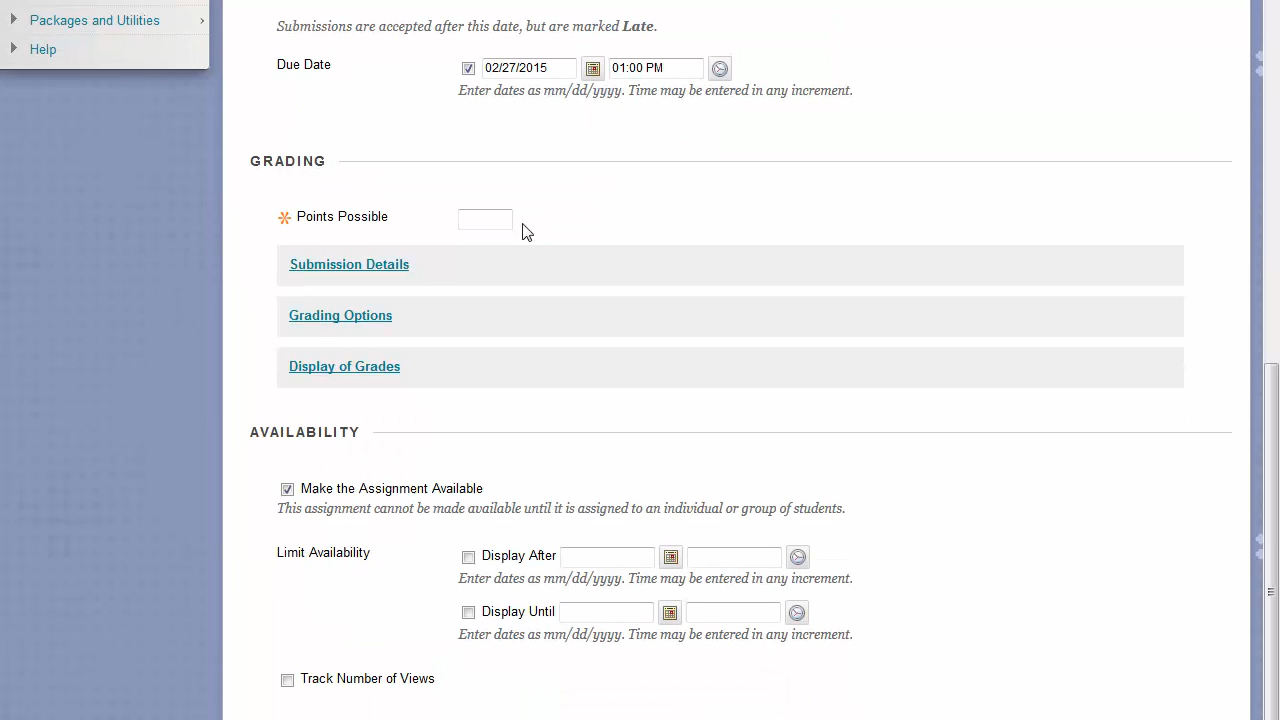 Packages and Utilities
Help
Submissions are accepted after this date, but are marked Late.
Due Date
02/27/2015
01:00 PM
Enter dates as mm/dd/yyyy. Time may be entered in any increment.
GRADING
Points Possible
Submission Details
Grading Options
Display of Grades
AVAILABILITY
Make the Assignment Available
This assignment cannot be made available until it is assigned to an individual or group of students.
Limit Availability
Display After
Enter dates as mm/dd/yyyy. Time may be entered in any increment.
Display Until
Enter dates as mm/dd/yyyy. Time may be entered in any increment.
Track Number of Views